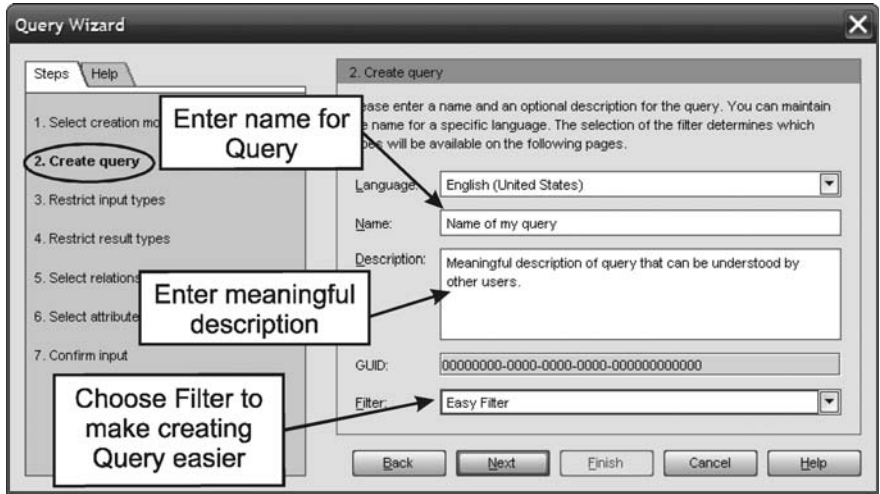 Query Wizard
Steps
Help
1. Select creation mo
2. Create query
3. Restrict input types
4. Restrict result types
5. Select relations
6. Select attribute
7. Confirm input
2. Create query
ease enter a name and an optional description for the query. You can maintain
e name for a specific language. The selection of the filter determines which
pes will be available on the following pages.
Language:
English (United States)
Name:
Name of my query
Description:
Meaningful description of query that can be understood by
other users.
GUID:
00000000-0000-0000-0000-000000000000
Filter:
Easy Filter
Back
Next
Finish
Cancel
Help
Enter name for
Query
Enter meaningful
description
Choose Filter to
make creating
Query easier